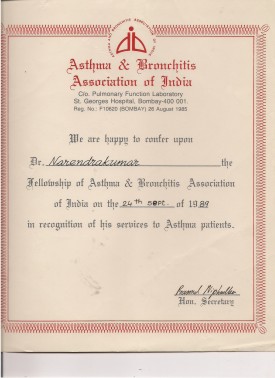 Asthma & Bronchitis
Association of India
C/o. Pulmonary Function Laboratory
St. Georges Hospital, Bombay-400 001.
Reg. No.: F10620 (BOMBAY) 26 August 1985
We are happy to confer upon
Dr. Narendrakumar the
Fellowship of Asthma & Bronchitis Association
of India on the 24th sept. of 1989
in recognition of his services to Asthma patients.
Hon. Secretary